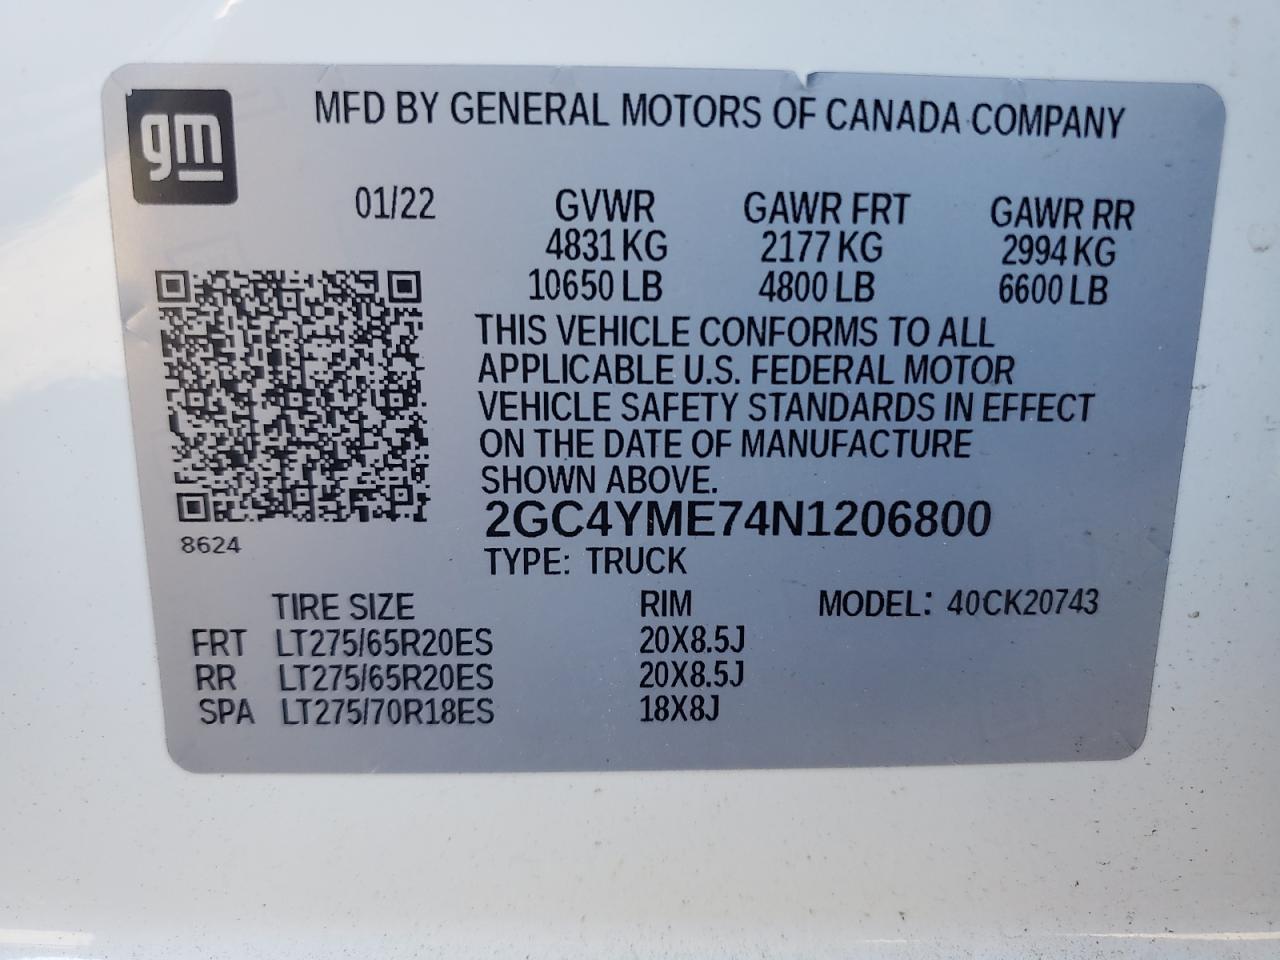 gm
MFD BY GENERAL MOTORS OF CANADA COMPANY
01/22 GVWR GAWR FRT GAWR RR
4831 KG 2177 KG 2994 KG
10650 LB 4800 LB 6600 LB
THIS VEHICLE CONFORMS TO ALL
APPLICABLE U.S. FEDERAL MOTOR
VEHICLE SAFETY STANDARDS IN EFFECT
ON THE DATE OF MANUFACTURE
SHOWN ABOVE.
2GC4YME74N1206800
8624
TYPE: TRUCK
TIRE SIZE RIM MODEL: 40CK20743
FRT LT275/65R20ES 20X8.5J
RR LT275/65R20ES 20X8.5J
SPA LT275/70R18ES 18X8J